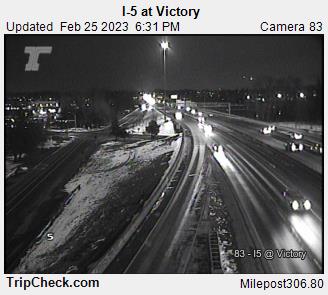 I-5 at Victory
Updated  Feb 25 2023  6:31 PM
Camera 83
T
S
83 - I5 @ Victory
TripCheck.com
Milepost306.80